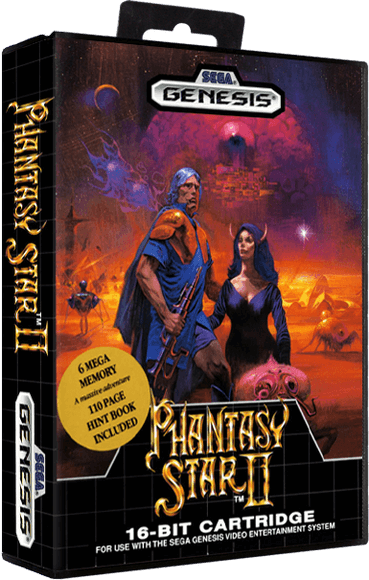 SEGA
GENESIS
PHANTASY STAR II
TM
SEGA
GENESIS
6 MEGA
MEMORY
A massive adventure
110 PAGE
HINT BOOK
INCLUDED
PHANTASY
STAR II
TM
16-BIT CARTRIDGE
FOR USE WITH THE SEGA GENESIS VIDEO ENTERTAINMENT SYSTEM